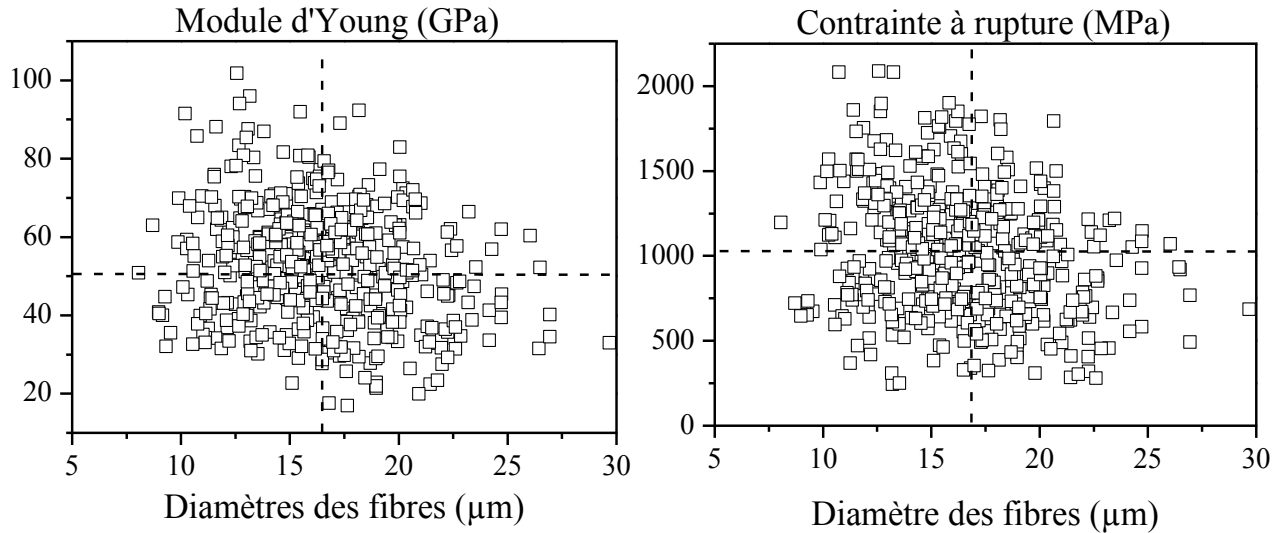 Module d'Young (GPa)
100
80
60
40
20
5 10 15 20 25 30
Diamètres des fibres (µm)
Contrainte à rupture (MPa)
2000
1500
1000
500
0
5 10 15 20 25 30
Diamètre des fibres (µm)